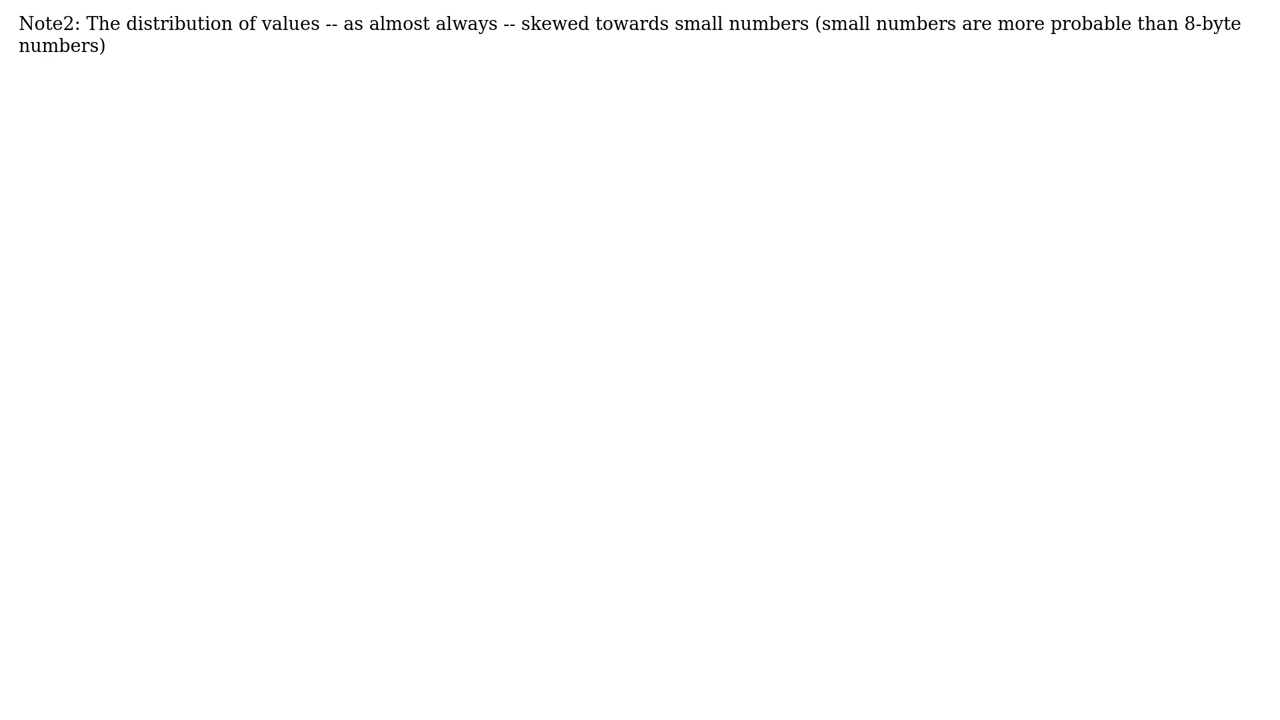 Note2: The distribution of values -- as almost always -- skewed towards small numbers (small numbers are more probable than 8-byte
numbers)